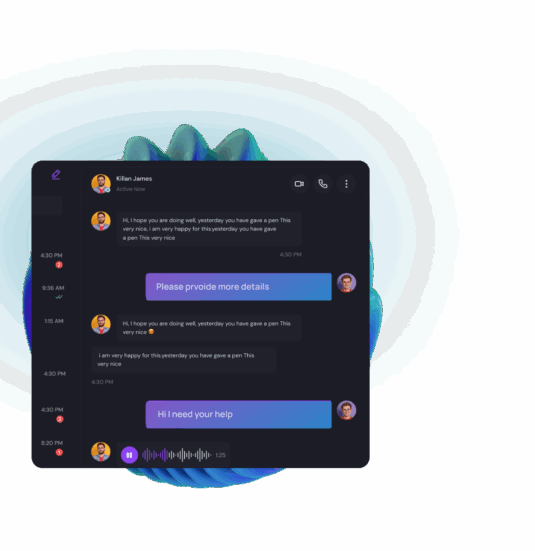 Killan James
Active Now
Hi, I hope you are doing well, yesterday you have gave a pen This
very nice, i am very happy for this.yesterday you have gave
a pen This very nice
4:30 PM
4:30 PM
2
Please prvoide more details
9:36 AM
1:15 AM
Hi, I hope you are doing well, yesterday you have gave a pen This
very nice 😍
i am very happy for this.yesterday you have gave a pen This
very nice
4:30 PM
4:30 PM
4:30 PM
2
Hi I need your help
8:20 PM
1
1:25